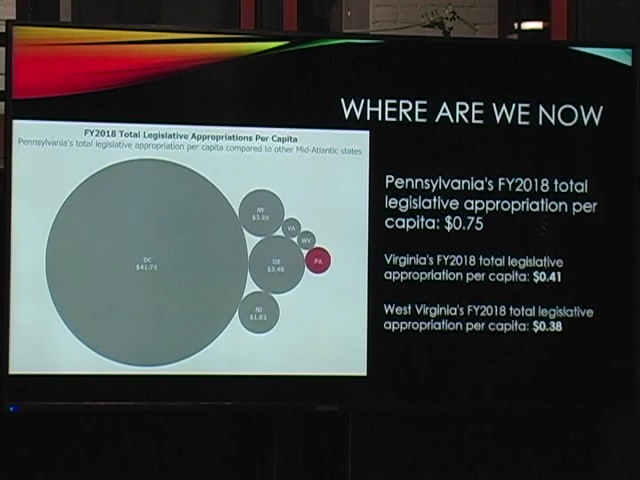 WHERE ARE WE NOW
FY2018 Total Legislative Appropriations Per Capita
Pennsylvania's total legislative appropriation per capita compared to other Mid-Atlantic states
DC
$41.76
NY
VA
WV
DE
$3.48
PA
NJ
Pennsylvania's FY2018 total
legislative appropriation per
capita: $0.75
Virginia's FY2018 total legislative
appropriation per capita: $0.41
West Virginia's FY2018 total legislative
appropriation per capita: $0.38